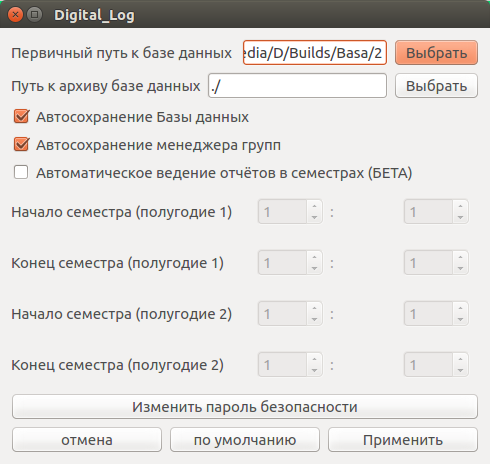 Digital_Log
Первичный путь к базе данных edia/D/Builds/Basa/2 Выбрать
Путь к архиву базе данных ./ Выбрать
Автосохранение Базы данных
Автосохранение менеджера групп
Автоматическое ведение отчётов в семестрах (БЕТА)
Начало семестра (полугодие 1) 1 : 1
Конец семестра (полугодие 1) 1 : 1
Начало семестра (полугодие 2) 1 : 1
Конец семестра (полугодие 2) 1 : 1
Изменить пароль безопасности
отмена по умолчанию Применить